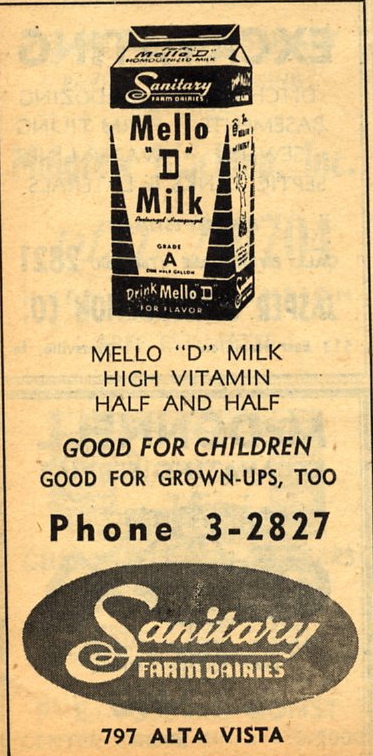 Mello "D"
HOMOGENIZED MILK
Sanitary
FARM DAIRIES
Mello
"D"
Milk
GRADE
A
ONE HALF GALLON
Drink Mello "D"
FOR FLAVOR
MELLO "D" MILK
HIGH VITAMIN
HALF AND HALF
GOOD FOR CHILDREN
GOOD FOR GROWN-UPS, TOO
Phone 3-2827
Sanitary
FARM DAIRIES
797 ALTA VISTA